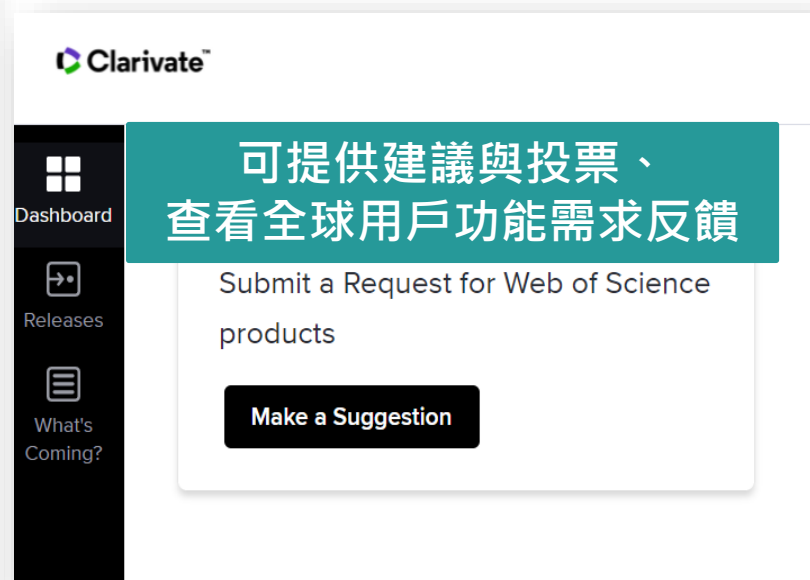 Clarivate™
可提供建議與投票、
查看全球用戶功能需求反饋
Dashboard
Releases
What's
Coming?
Submit a Request for Web of Science
products
Make a Suggestion